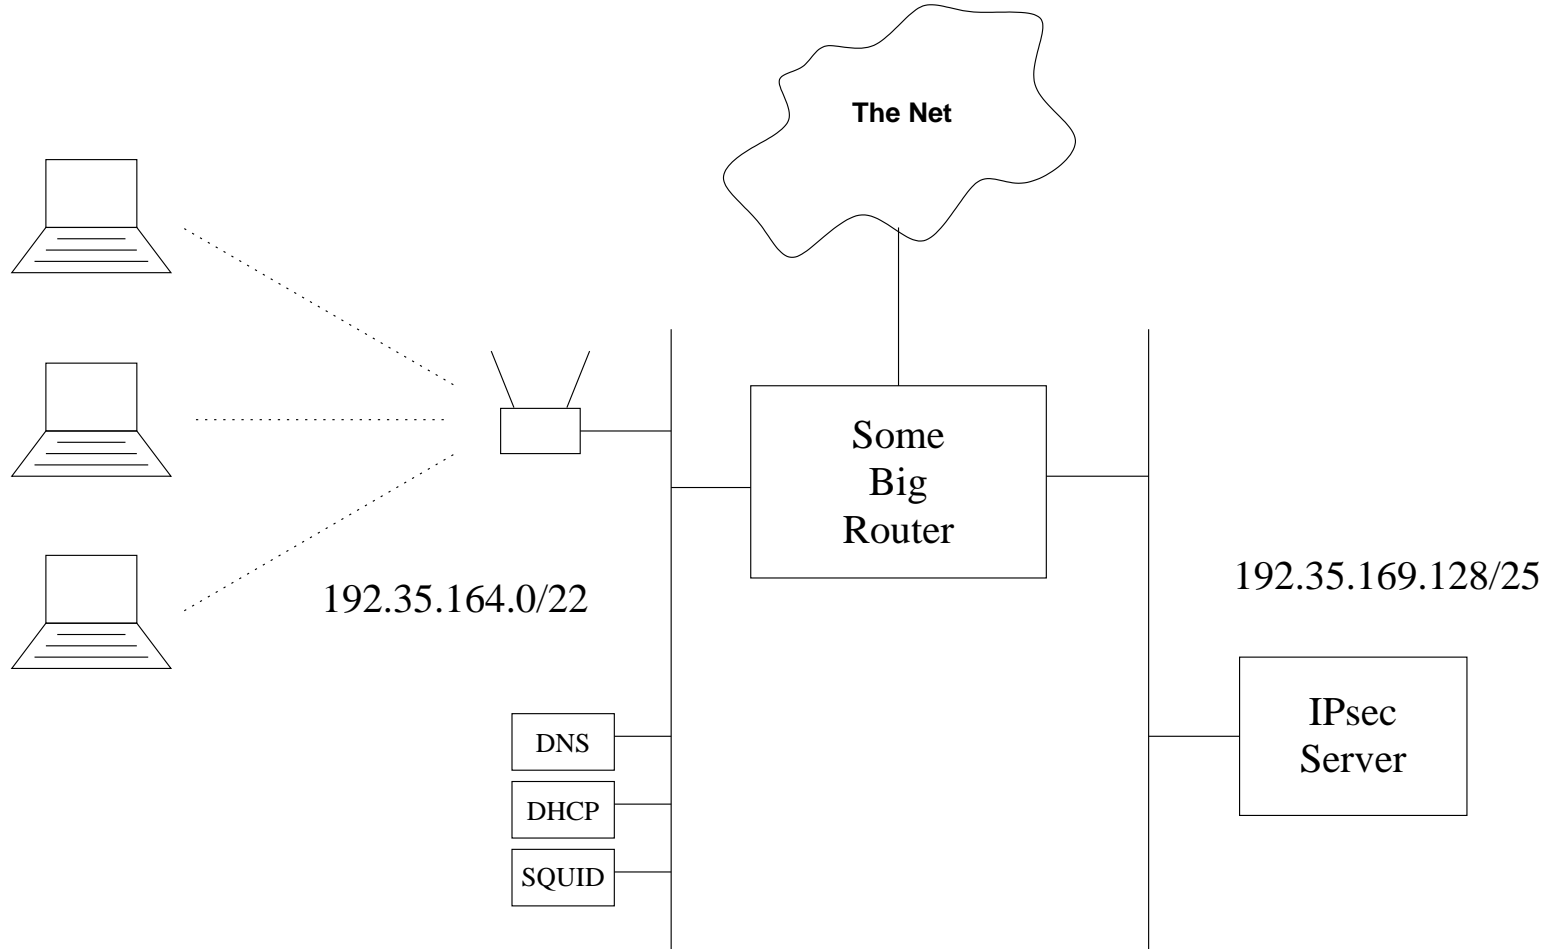 The Net
Some
Big
Router
192.35.164.0/22
192.35.169.128/25
IPsec
Server
DNS
DHCP
SQUID